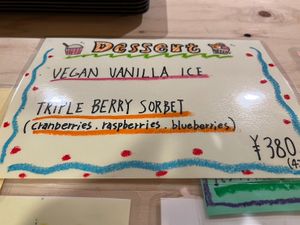 Dessert
VEGAN VANILLA ICE
TRIPLE BERRY SORBET
(cranberries. raspberries. blueberries)
¥380